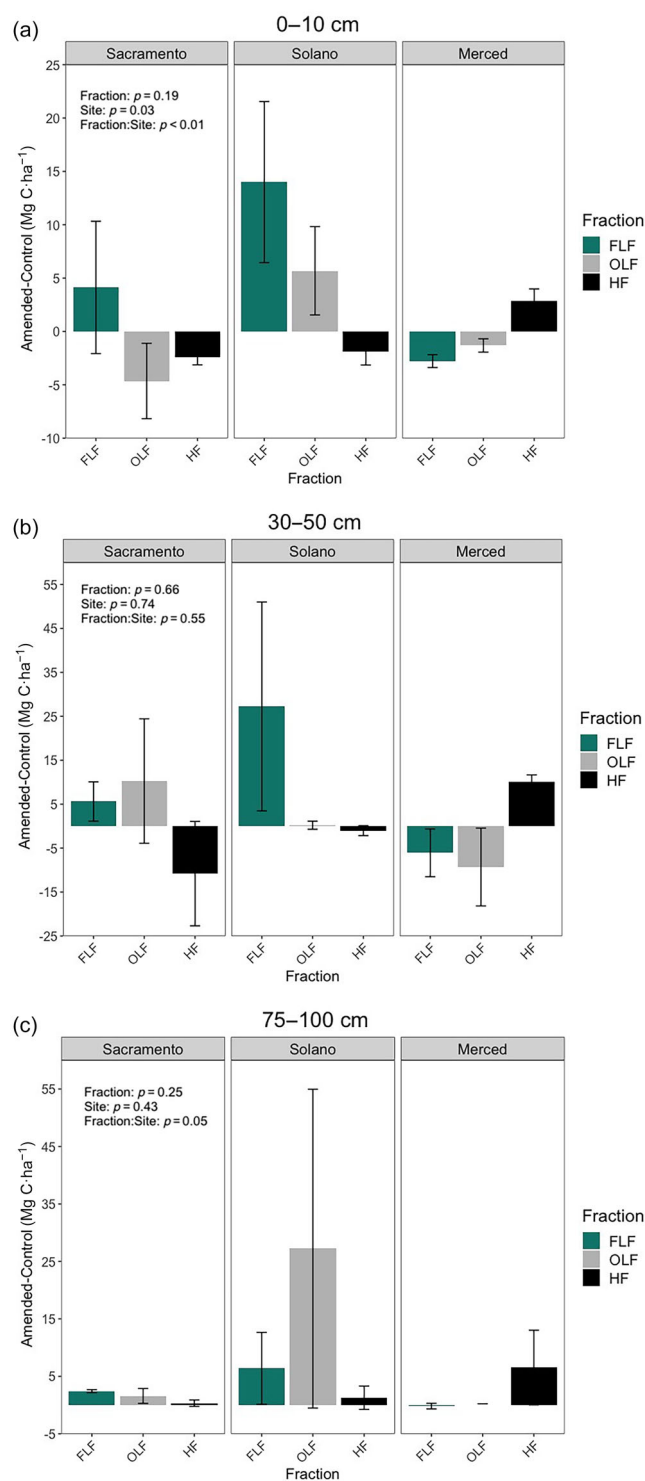 (a)
0–10 cm
Sacramento
Solano
Merced
25
20
15
10
5
0
-5
-10
Amended-Control (Mg C·ha⁻¹)
Fraction: p = 0.19
Site: p = 0.03
Fraction:Site: p < 0.01
FLF
OLF
HF
FLF
OLF
HF
FLF
OLF
HF
Fraction
Fraction
FLF
OLF
HF
(b)
30–50 cm
Sacramento
Solano
Merced
55
45
35
25
15
5
-5
-15
-25
Amended-Control (Mg C·ha⁻¹)
Fraction: p = 0.66
Site: p = 0.74
Fraction:Site: p = 0.55
FLF
OLF
HF
FLF
OLF
HF
FLF
OLF
HF
Fraction
Fraction
FLF
OLF
HF
(c)
75–100 cm
Sacramento
Solano
Merced
55
45
35
25
15
5
-5
Amended-Control (Mg C·ha⁻¹)
Fraction: p = 0.25
Site: p = 0.43
Fraction:Site: p = 0.05
FLF
OLF
HF
FLF
OLF
HF
FLF
OLF
HF
Fraction
Fraction
FLF
OLF
HF